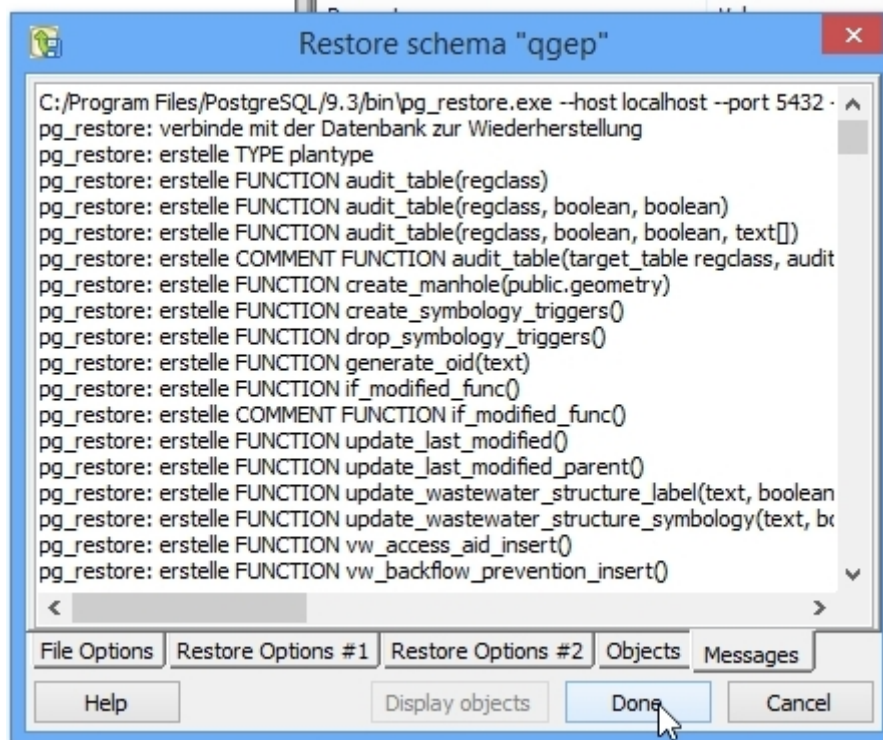 Restore schema "qgep"
C:/Program Files/PostgreSQL/9.3/bin\pg_restore.exe --host localhost --port 5432 -
pg_restore: verbinde mit der Datenbank zur Wiederherstellung
pg_restore: erstelle TYPE plantype
pg_restore: erstelle FUNCTION audit_table(regclass)
pg_restore: erstelle FUNCTION audit_table(regclass, boolean, boolean)
pg_restore: erstelle FUNCTION audit_table(regclass, boolean, boolean, text[])
pg_restore: erstelle COMMENT FUNCTION audit_table(target_table regclass, audit
pg_restore: erstelle FUNCTION create_manhole(public.geometry)
pg_restore: erstelle FUNCTION create_symbology_triggers()
pg_restore: erstelle FUNCTION drop_symbology_triggers()
pg_restore: erstelle FUNCTION generate_oid(text)
pg_restore: erstelle FUNCTION if_modified_func()
pg_restore: erstelle COMMENT FUNCTION if_modified_func()
pg_restore: erstelle FUNCTION update_last_modified()
pg_restore: erstelle FUNCTION update_last_modified_parent()
pg_restore: erstelle FUNCTION update_wastewater_structure_label(text, boolean
pg_restore: erstelle FUNCTION update_wastewater_structure_symbology(text, bo
pg_restore: erstelle FUNCTION vw_access_aid_insert()
pg_restore: erstelle FUNCTION vw_backflow_prevention_insert()
File Options Restore Options #1 Restore Options #2 Objects Messages
Help Display objects Done Cancel